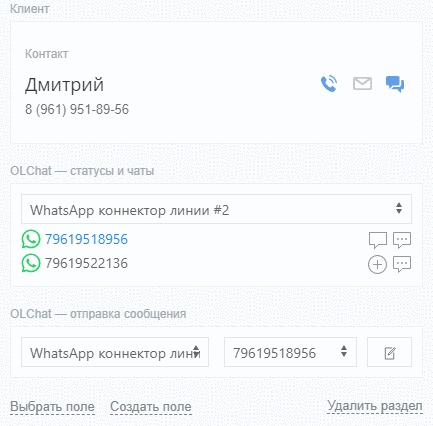 Клиент
Контакт
Дмитрий
8 (961) 951-89-56
OLChat — статусы и чаты
WhatsApp коннектор линии #2
79619518956
79619522136
OLChat — отправка сообщения
WhatsApp коннектор лини 79619518956
Выбрать поле Создать поле Удалить раздел